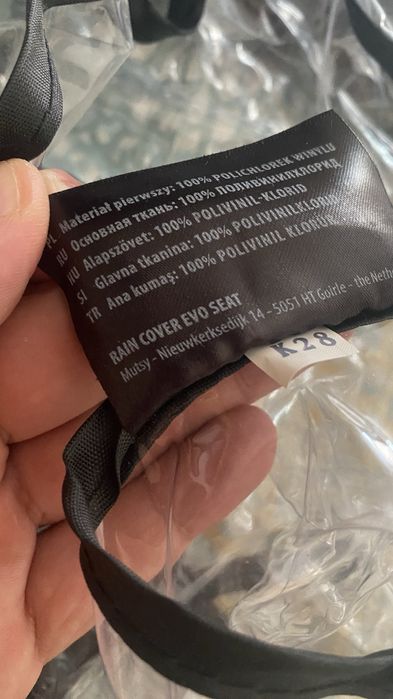 PL Materiał pierwszy: 100% POLICHLOREK WINYLU
RU Основная ткань: 100% ПОЛИВИНИЛХЛОРИД
HU Alapszövet: 100% POLIVINIL-KLORID
SI Glavna tkanina: 100% POLIVINILKLORID
TR Ana kumaş: 100% POLIVINIL KLORÜR
RAIN COVER EVO SEAT
Mutsy - Nieuwkerksedijk 14 - 5051 HT Goirle - the Nethe
K28